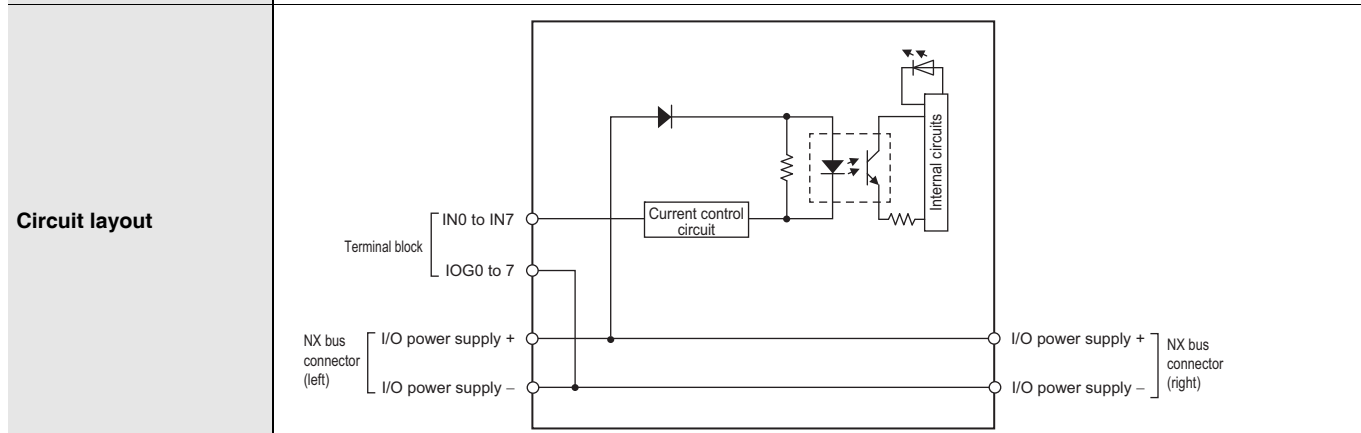 Circuit layout
Internal circuits
IN0 to IN7
Current control
circuit
Terminal block
IOG0 to 7
NX bus
connector
(left)
I/O power supply +
I/O power supply –
I/O power supply +
I/O power supply –
NX bus
connector
(right)